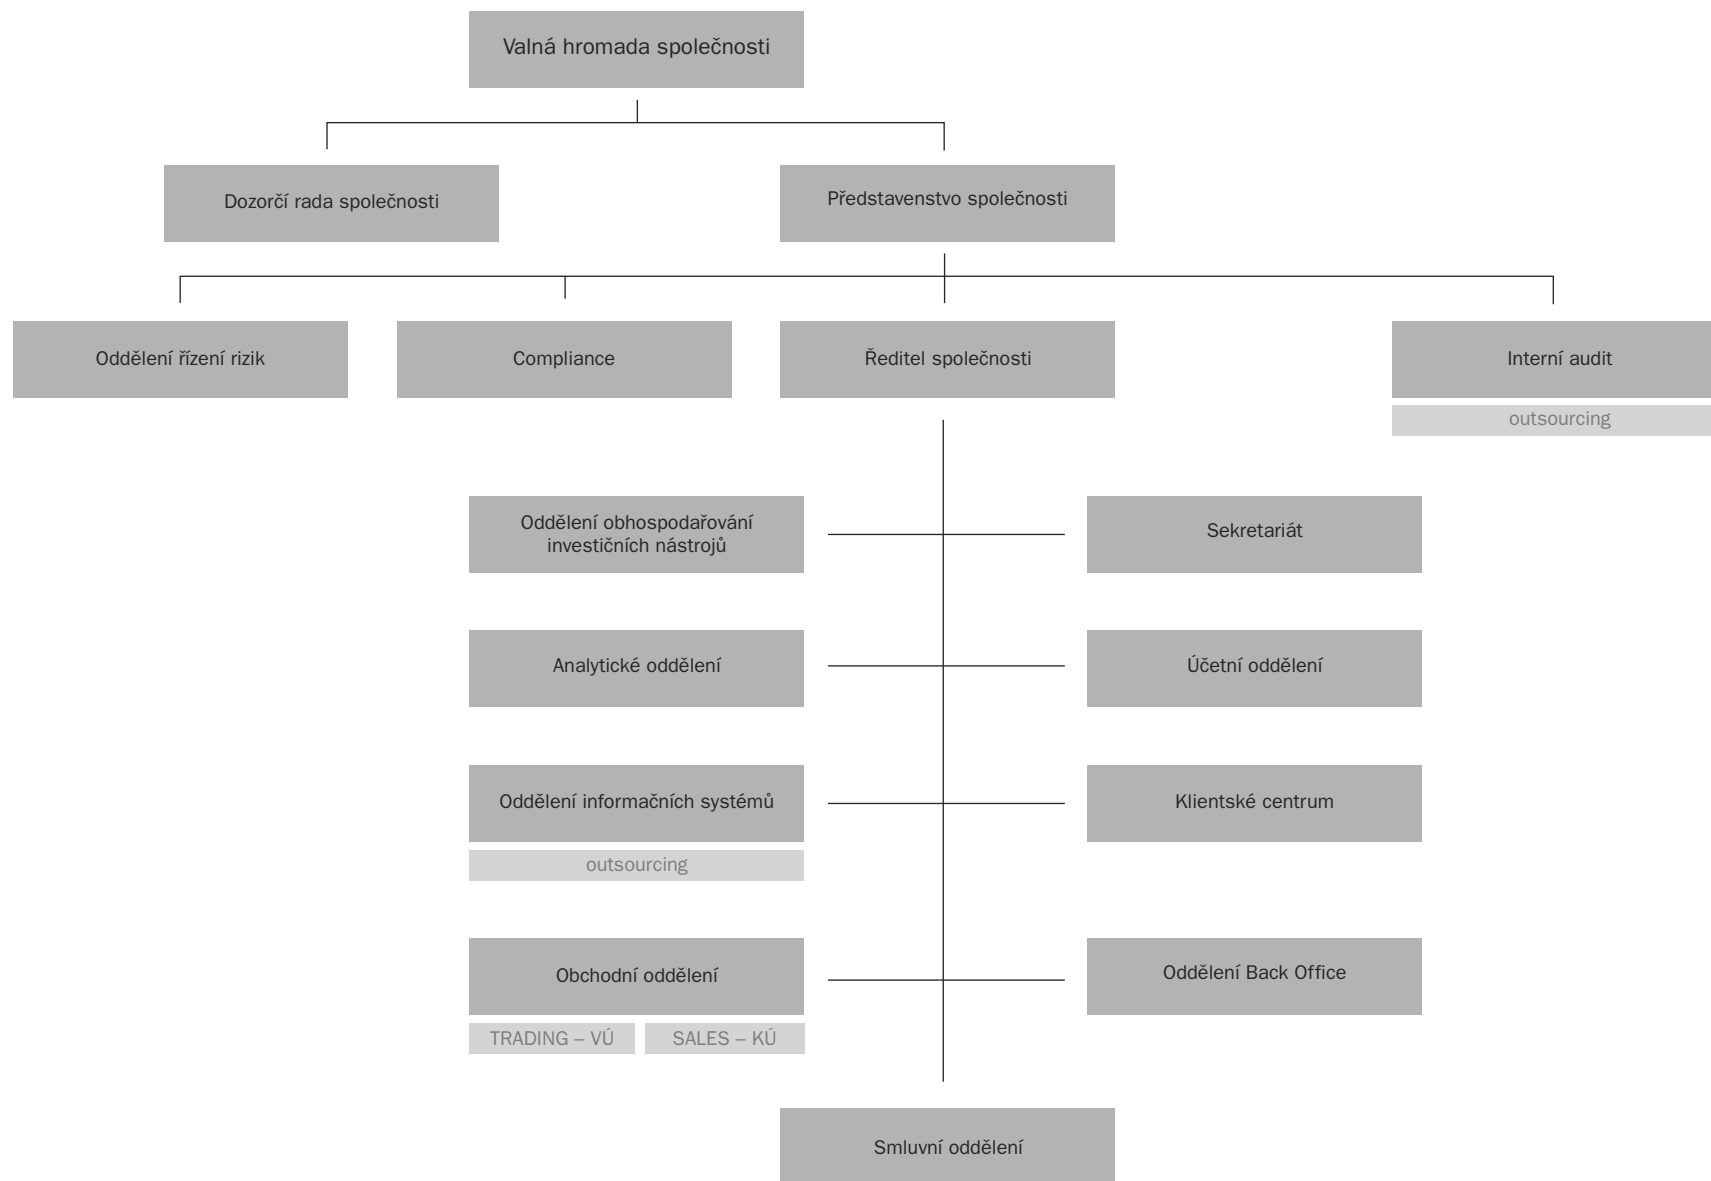 Valná hromada společnosti
Dozorčí rada společnosti
Představenstvo společnosti
Oddělení řízení rizik
Compliance
Ředitel společnosti
Interní audit
outsourcing
Oddělení obhospodařování
investičních nástrojů
Sekretariát
Analytické oddělení
Účetní oddělení
Oddělení informačních systémů
Klientské centrum
outsourcing
Obchodní oddělení
Oddělení Back Office
TRADING – VÚ
SALES – KÚ
Smluvní oddělení